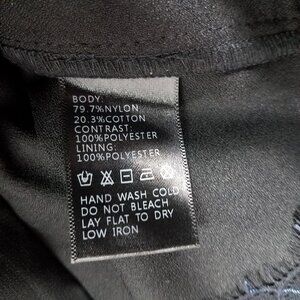 BODY:
79.7%NYLON
20.3%COTTON
CONTRAST:
100%POLYESTER
LINING:
100%POLYESTER
HAND WASH COLD
DO NOT BLEACH
LAY FLAT TO DRY
LOW IRON